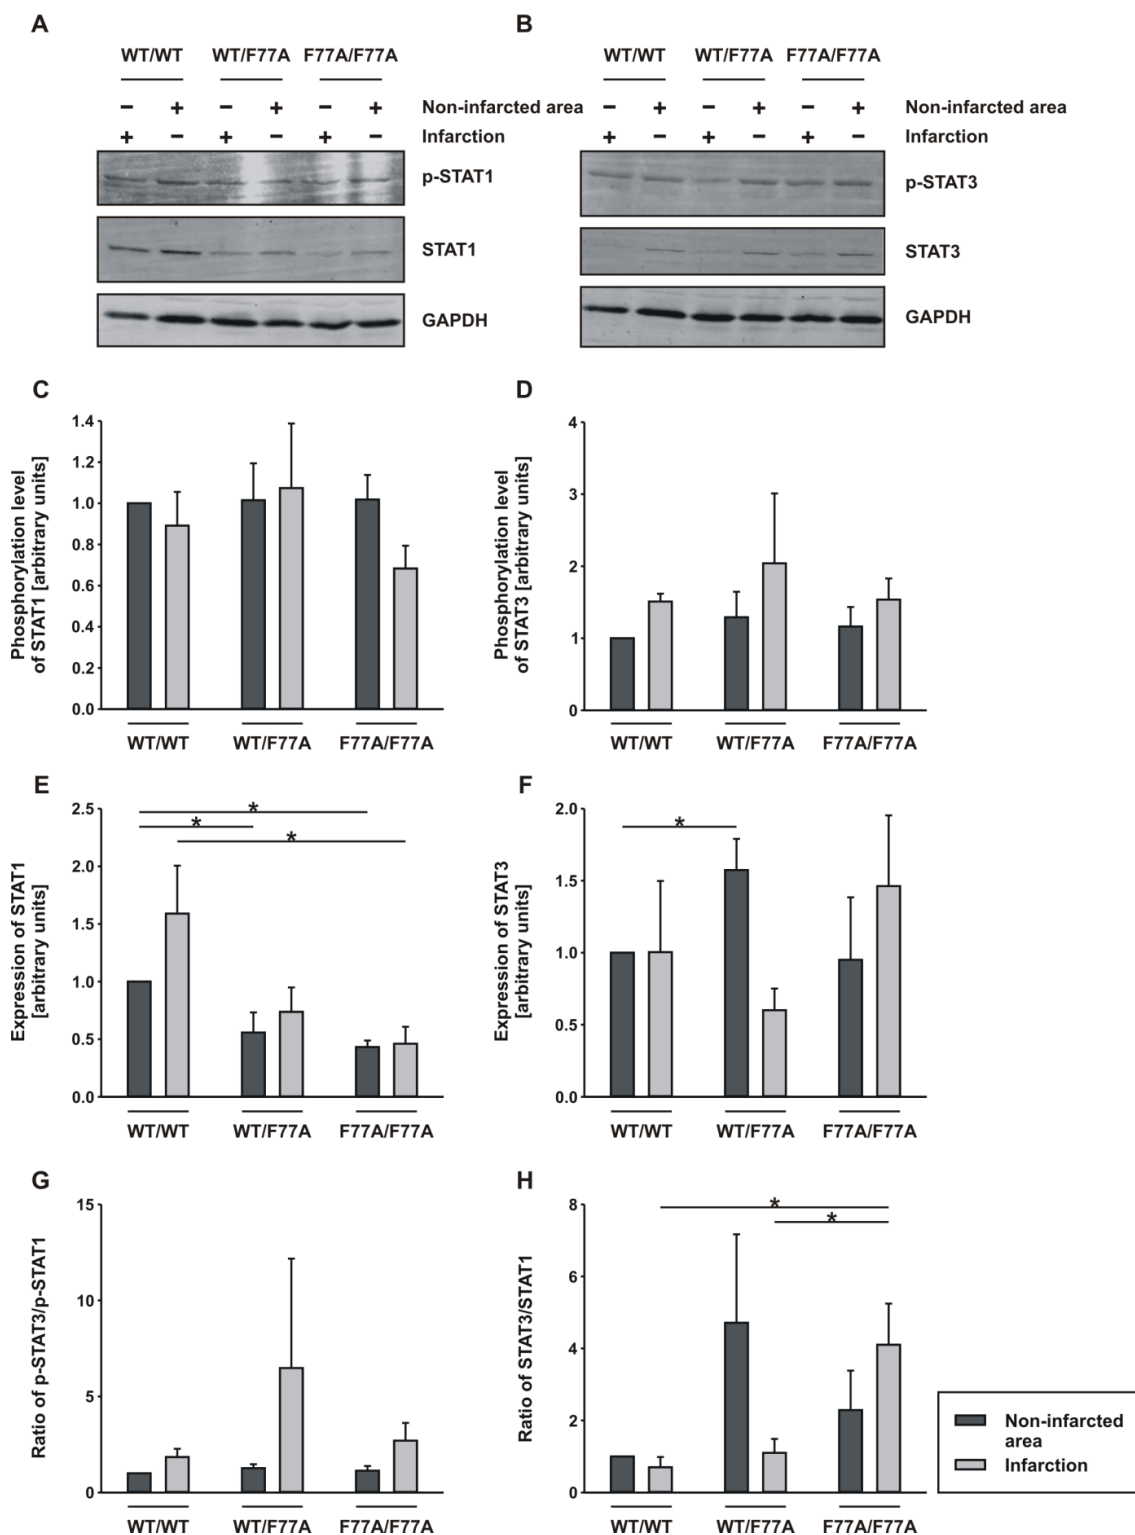 A
B
WT/WT WT/F77A F77A/F77A
WT/WT WT/F77A F77A/F77A
– + – + – + Non-infarcted area
– + – + – + Non-infarcted area
+ – + – + – Infarction
+ – + – + – Infarction
p-STAT1
p-STAT3
STAT1
STAT3
GAPDH
GAPDH
C
Phosphorylation level
of STAT1 [arbitrary units]
1.4
1.2
1.0
0.8
0.6
0.4
0.2
0.0
WT/WT WT/F77A F77A/F77A
D
Phosphorylation level
of STAT3 [arbitrary units]
4
3
2
1
0
WT/WT WT/F77A F77A/F77A
E
Expression of STAT1
[arbitrary units]
2.5
2.0
1.5
1.0
0.5
0.0
*
*
*
WT/WT WT/F77A F77A/F77A
F
Expression of STAT3
[arbitrary units]
2.0
1.5
1.0
0.5
0.0
*
WT/WT WT/F77A F77A/F77A
G
Ratio of p-STAT3/p-STAT1
15
10
5
0
WT/WT WT/F77A F77A/F77A
H
Ratio of STAT3/STAT1
8
6
4
2
0
*
*
WT/WT WT/F77A F77A/F77A
Non-infarcted
area
Infarction